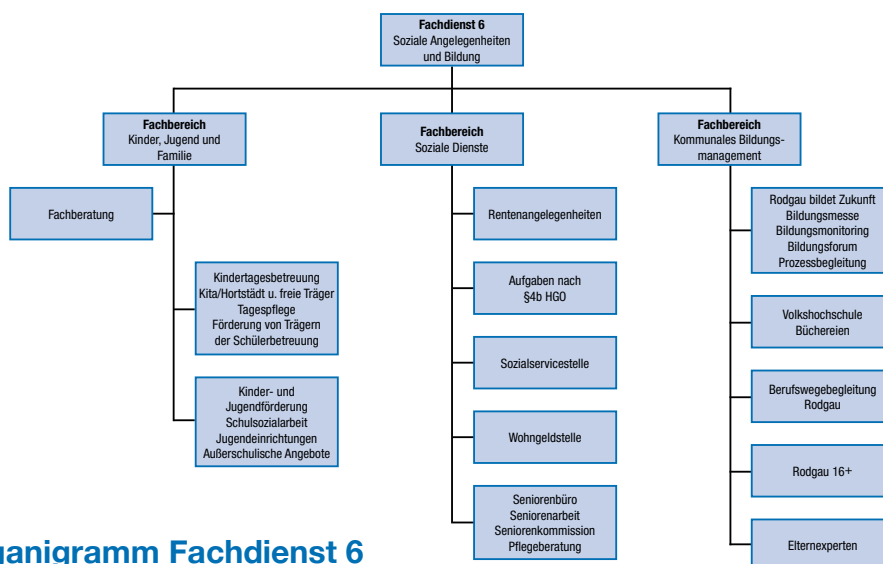 Fachdienst 6
Soziale Angelegenheiten
und Bildung
Fachbereich
Kinder, Jugend und
Familie
Fachberatung
Kindertagesbetreuung
Kita/Hortstädt u. freie Träger
Tagespflege
Förderung von Trägern
der Schülerbetreuung
Kinder- und
Jugendförderung
Schulsozialarbeit
Jugendeinrichtungen
Außerschulische Angebote
Fachbereich
Soziale Dienste
Rentenangelegenheiten
Aufgaben nach
§4b HGO
Sozialservicestelle
Wohngeldstelle
Seniorenbüro
Seniorenarbeit
Seniorenkommission
Pflegeberatung
Fachbereich
Kommunales Bildungs-
management
Rodgau bildet Zukunft
Bildungsmesse
Bildungsmonitoring
Bildungsforum
Prozessbegleitung
Volkshochschule
Büchereien
Berufswegebegleitung
Rodgau
Rodgau 16+
Elternexperten
ganigramm Fachdienst 6